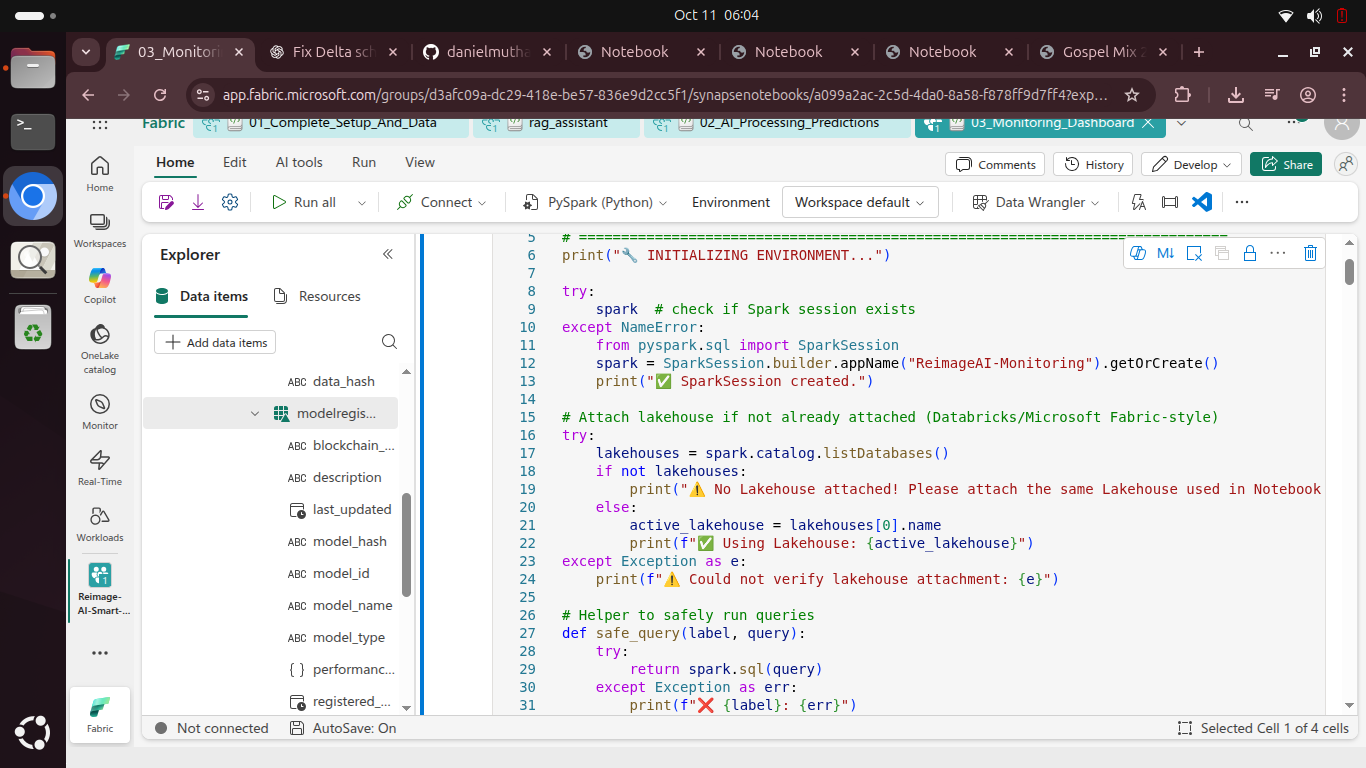 Oct 11 06:04
03_Monitori
Fix Delta sch
danielmutha
Notebook
Notebook
Notebook
Gospel Mix 2
app.fabric.microsoft.com/groups/d3afc09a-dc29-418e-be57-836e9d2cc5f1/synapsenotebooks/a099a2ac-2c5d-4da0-8a58-f878ff9d7ff4?exp...
Fabric
01_Complete_Setup_And_Data
rag_assistant
02_AI_Processing_Predictions
03_Monitoring_Dashboard
Home Edit AI tools Run View
Comments History Develop Share
Run all Connect PySpark (Python) Environment Workspace default Data Wrangler
Home
Workspaces
Copilot
OneLake
catalog
Monitor
Real-Time
Workloads
Reimage-
AI-Smart-...
Fabric
Explorer
Data items Resources
Add data items
ABC data_hash
modelregis...
ABC blockchain_...
ABC description
last_updated
ABC model_hash
ABC model_id
ABC model_name
ABC model_type
{ } performanc...
registered_...
M↓
5 # =============================================================================
6 print("🔧 INITIALIZING ENVIRONMENT...")
7
8 try:
9 spark # check if Spark session exists
10 except NameError:
11 from pyspark.sql import SparkSession
12 spark = SparkSession.builder.appName("ReimageAI-Monitoring").getOrCreate()
13 print("✅ SparkSession created.")
14
15 # Attach lakehouse if not already attached (Databricks/Microsoft Fabric-style)
16 try:
17 lakehouses = spark.catalog.listDatabases()
18 if not lakehouses:
19 print("⚠️ No Lakehouse attached! Please attach the same Lakehouse used in Notebook
20 else:
21 active_lakehouse = lakehouses[0].name
22 print(f"✅ Using Lakehouse: {active_lakehouse}")
23 except Exception as e:
24 print(f"⚠️ Could not verify lakehouse attachment: {e}")
25
26 # Helper to safely run queries
27 def safe_query(label, query):
28 try:
29 return spark.sql(query)
30 except Exception as err:
31 print(f"❌ {label}: {err}")
Not connected AutoSave: On Selected Cell 1 of 4 cells